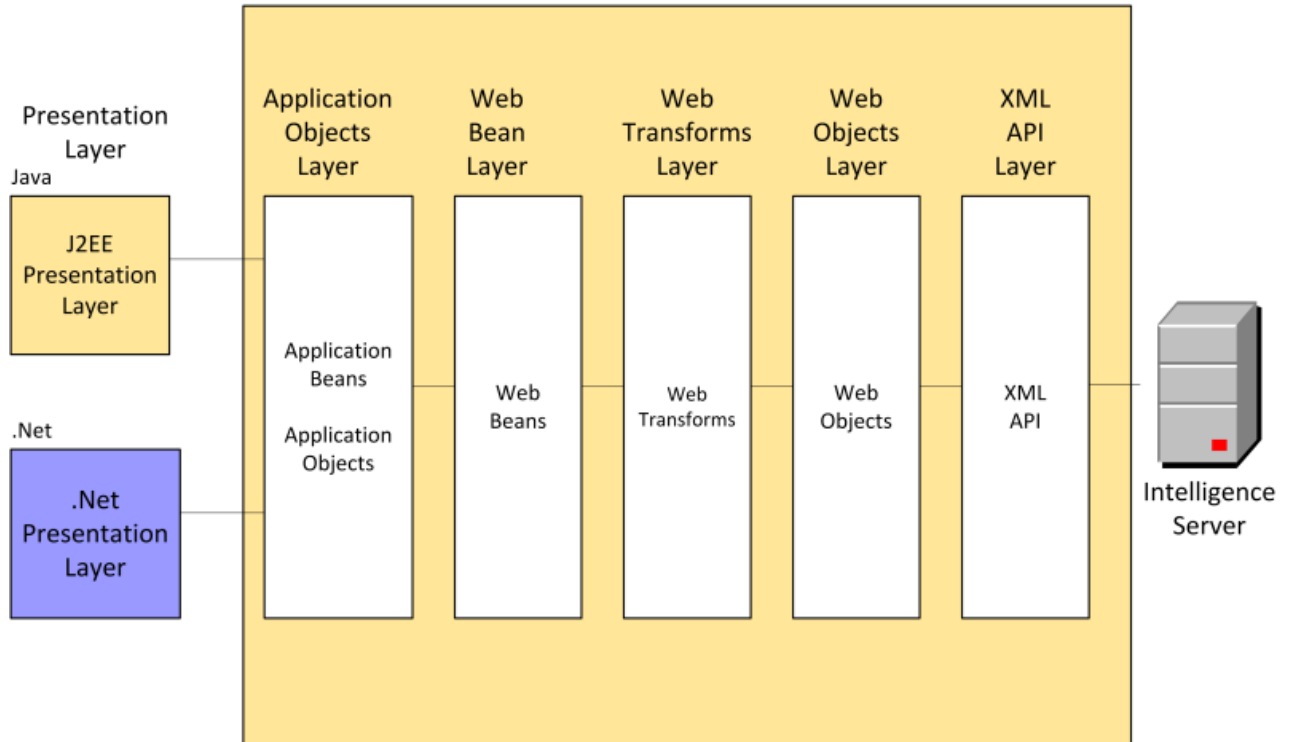 Presentation
Layer
Java
J2EE
Presentation
Layer
.Net
.Net
Presentation
Layer
Application
Objects
Layer
Application
Beans
Application
Objects
Web
Bean
Layer
Web
Beans
Web
Transforms
Layer
Web
Transforms
Web
Objects
Layer
Web
Objects
XML
API
Layer
XML
API
Intelligence
Server